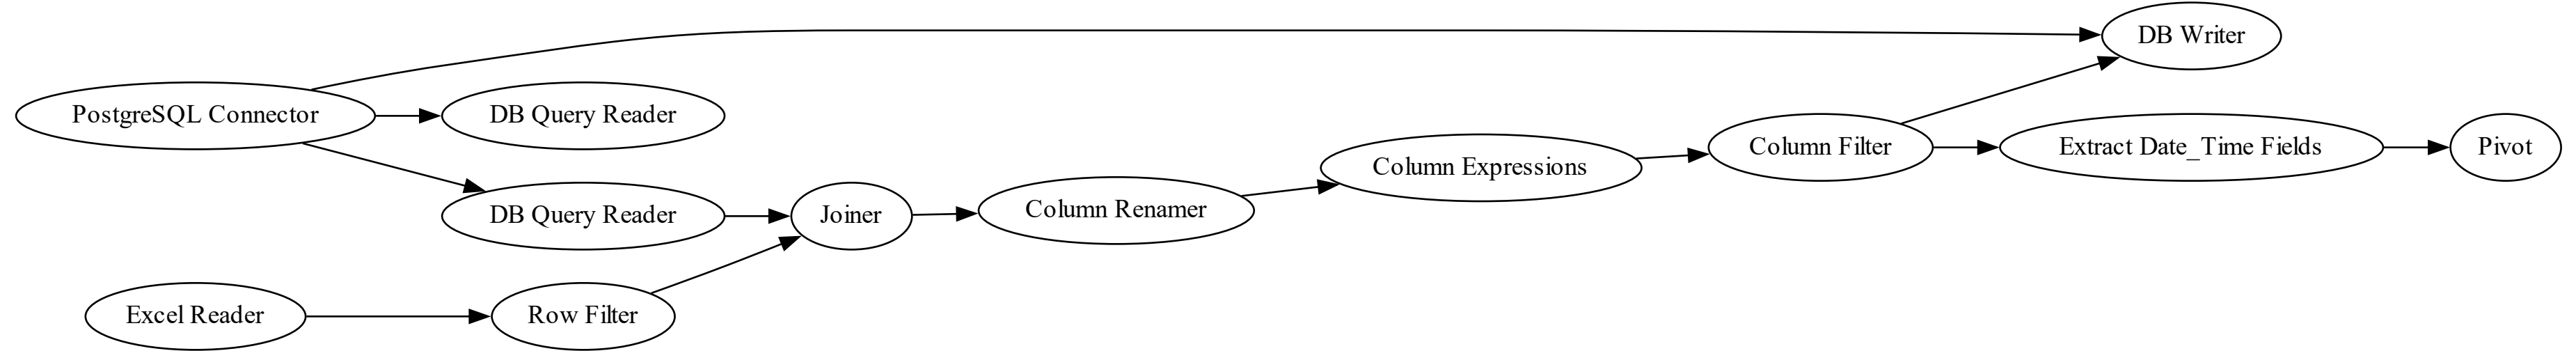 DB Writer
PostgreSQL Connector
DB Query Reader
Column Filter
Extract Date_Time Fields
Pivot
Column Expressions
DB Query Reader
Joiner
Column Renamer
Excel Reader
Row Filter